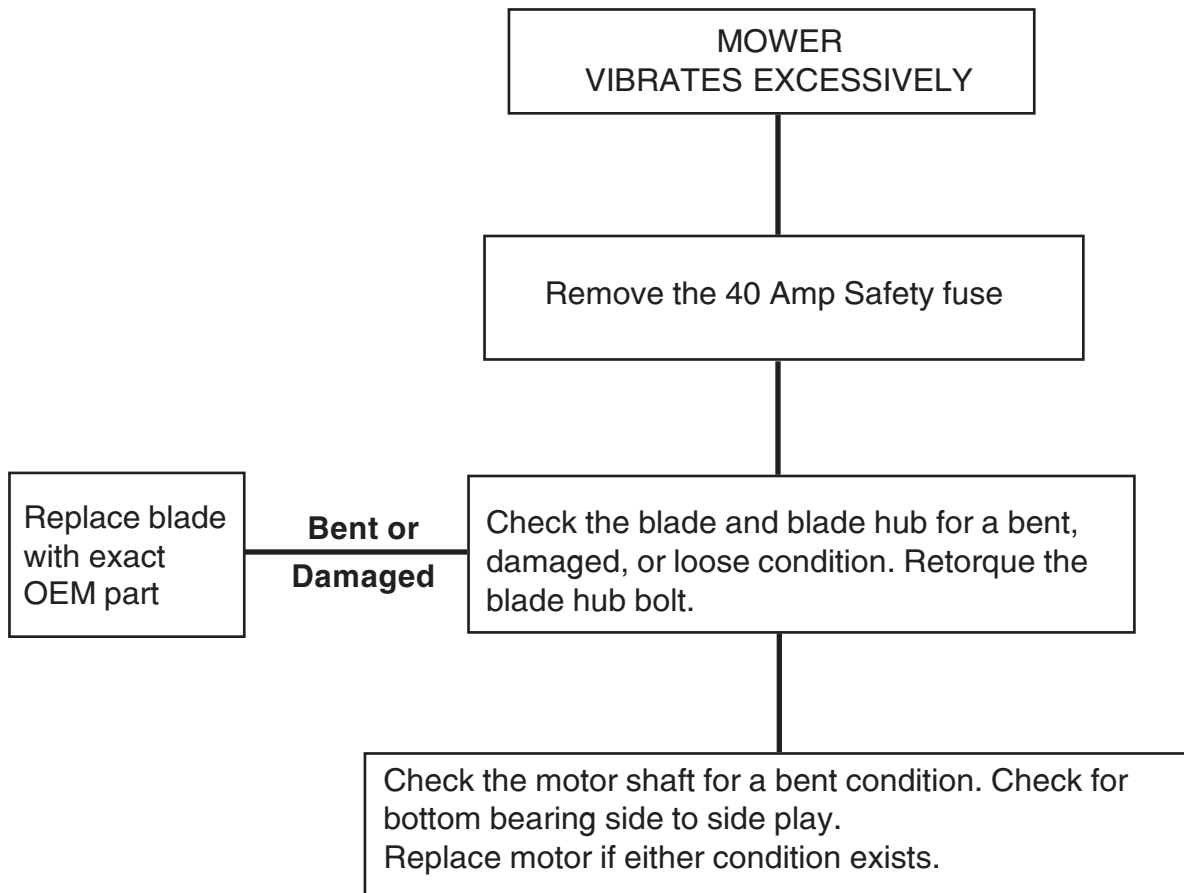 MOWER
VIBRATES EXCESSIVELY
Remove the 40 Amp Safety fuse
Replace blade
with exact
OEM part
Bent or
Damaged
Check the blade and blade hub for a bent,
damaged, or loose condition. Retorque the
blade hub bolt.
Check the motor shaft for a bent condition. Check for
bottom bearing side to side play.
Replace motor if either condition exists.